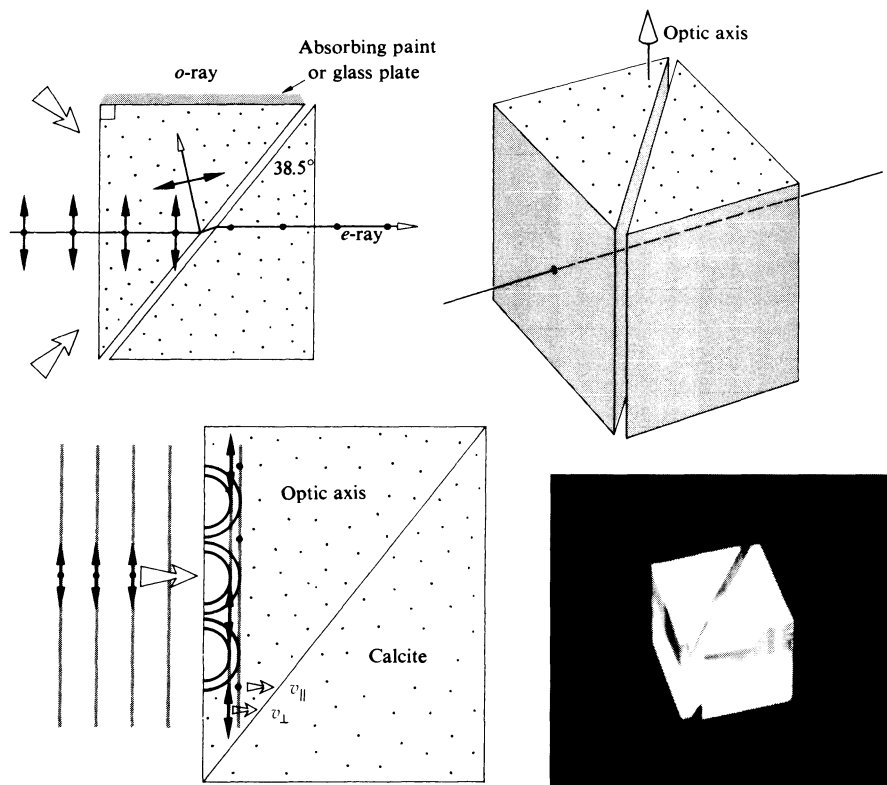 Absorbing paint
or glass plate
o-ray
38.5°
e-ray
Optic axis
Optic axis
Calcite
v∥
v⊥